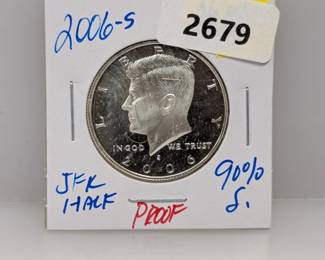 2006-S
2679
LIBERTY
IN GOD WE TRUST
S
2006
JFK
HALF
PROOF
90%
S.